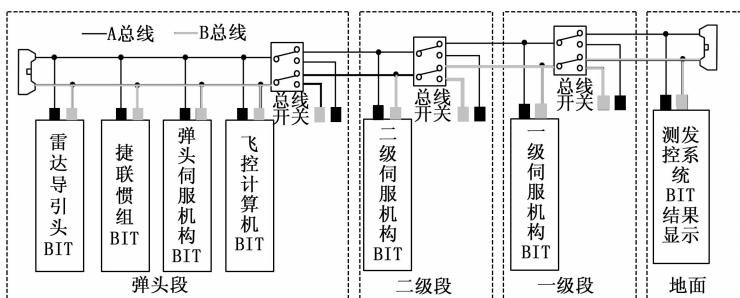 A总线 B总线
总线
开关
总线
开关
总线
开关
雷达导引头BIT
捷联惯组BIT
弹头伺服机构BIT
飞控计算机BIT
二级伺服机构BIT
一级伺服机构BIT
测发
控系
统
BIT
结果
显示
弹头段
二级段
一级段
地面